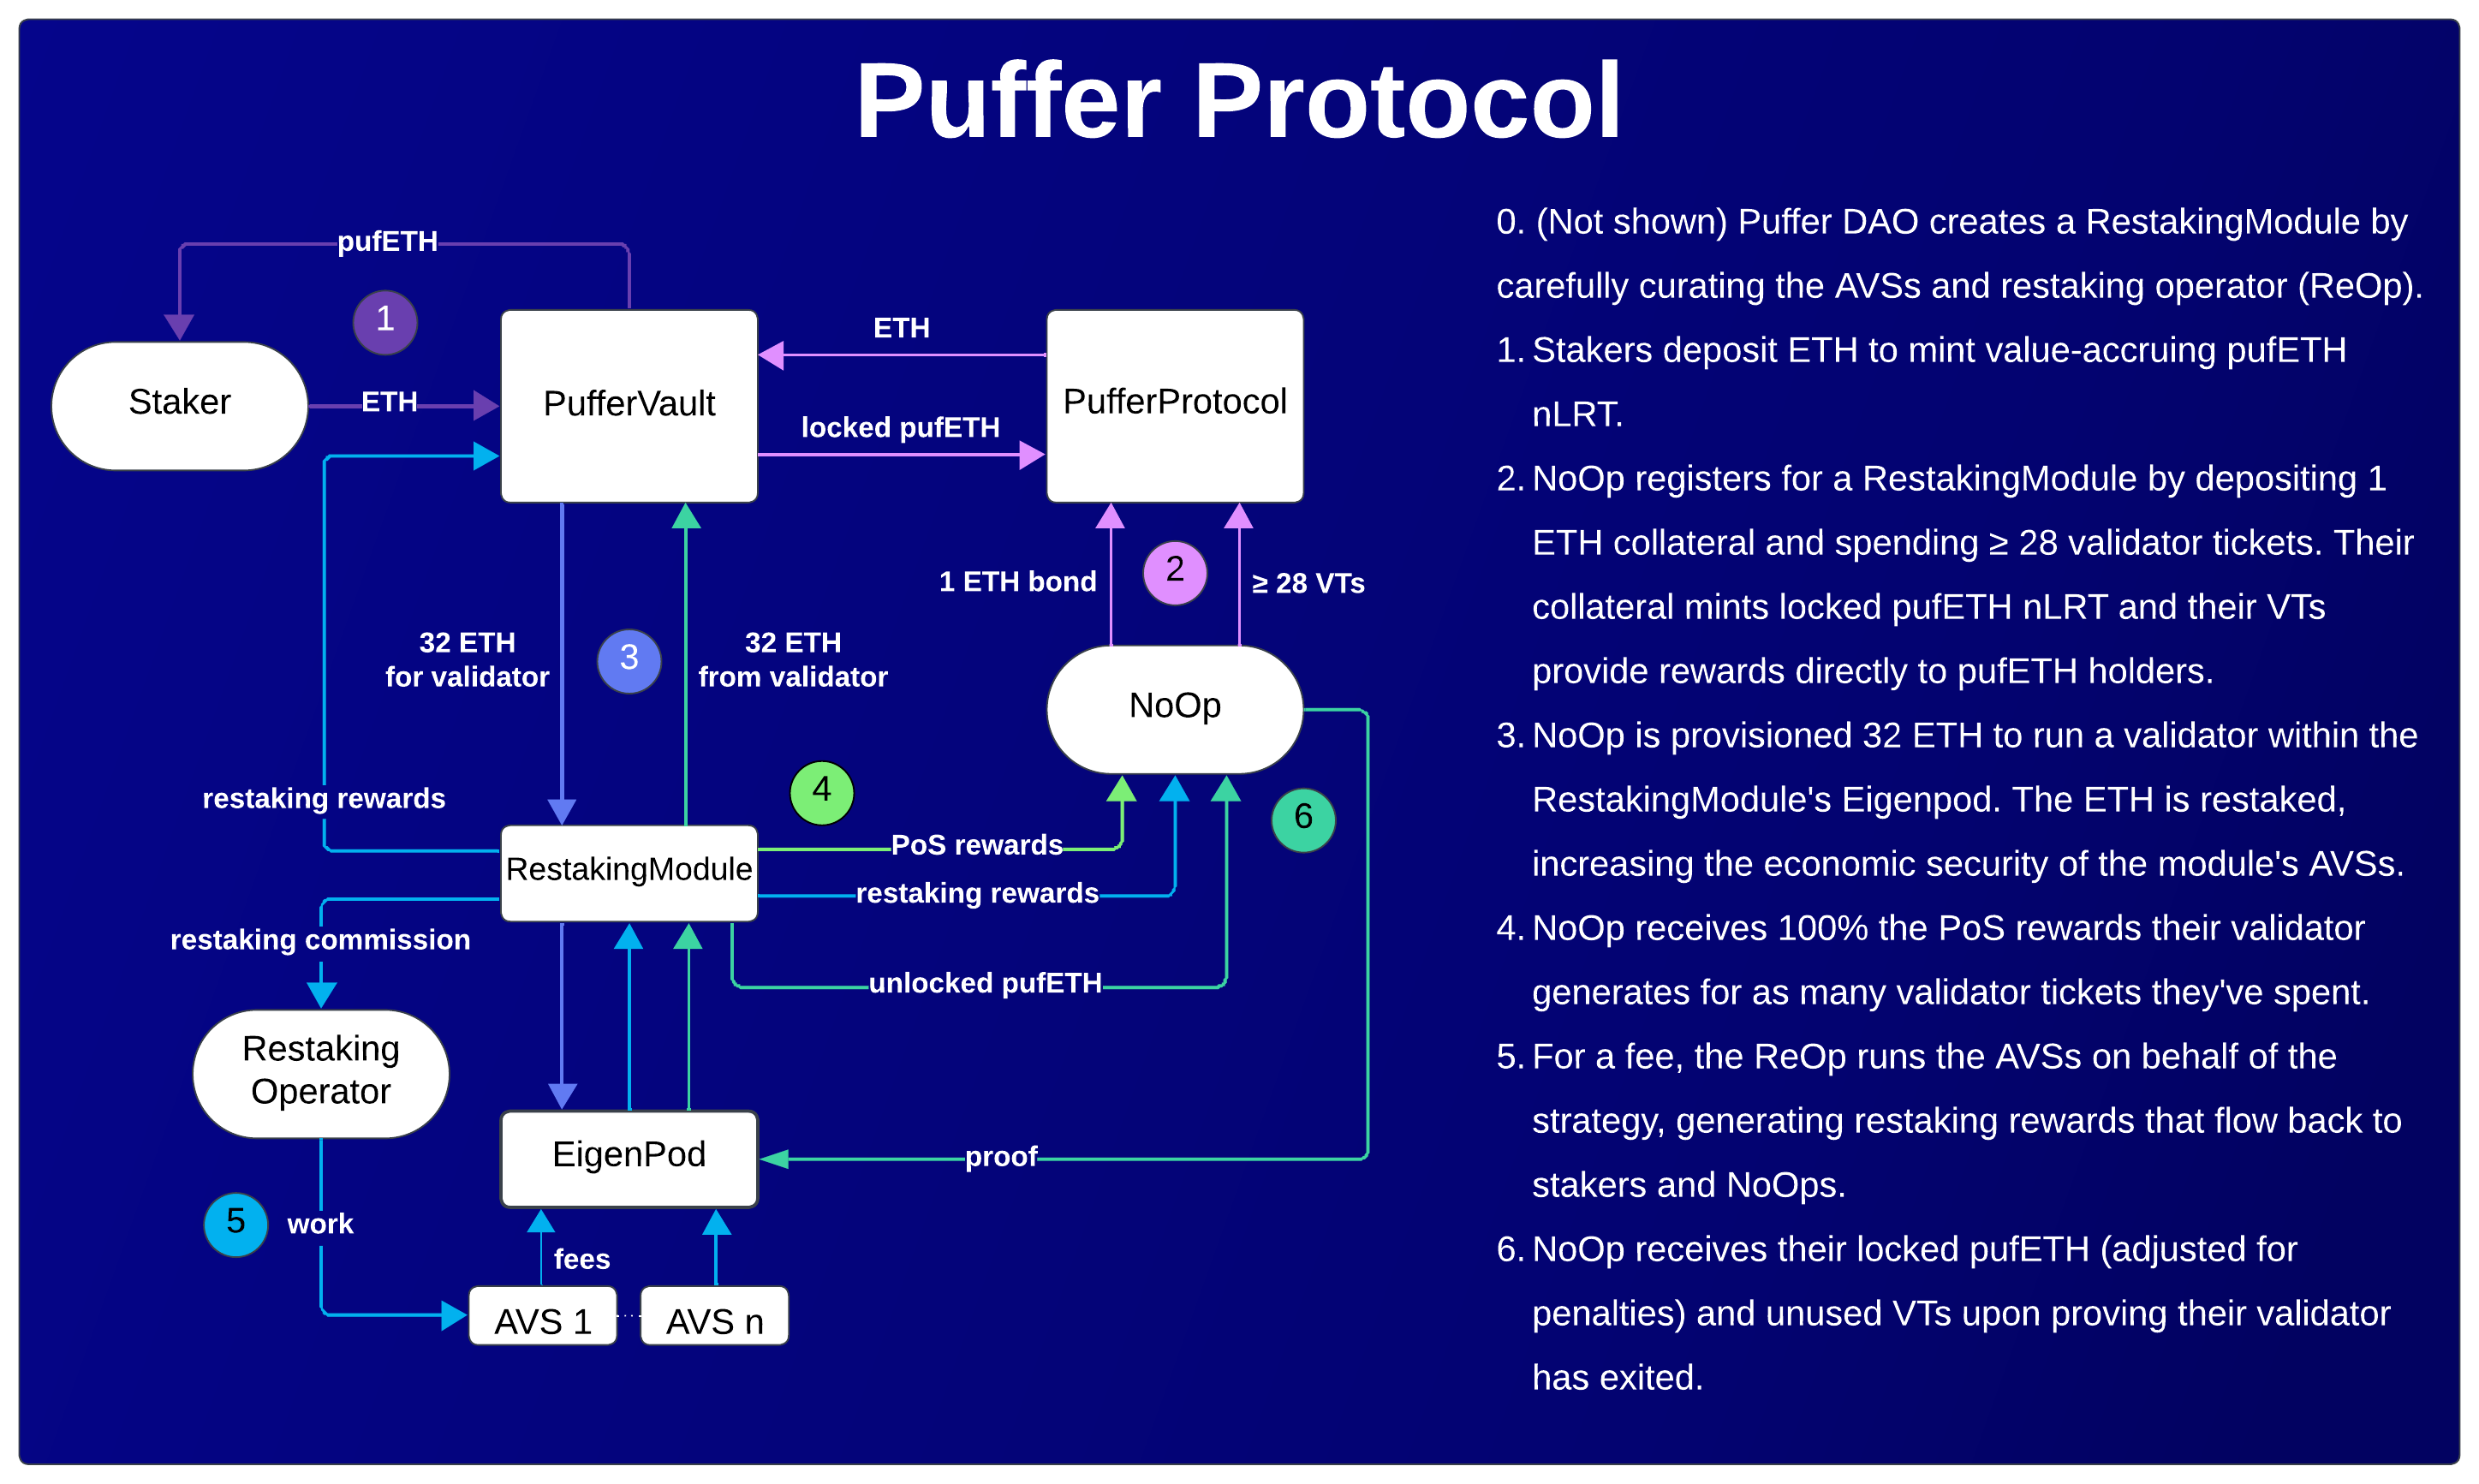 Puffer Protocol
pufETH
1
Staker
ETH
PufferVault
ETH
locked pufETH
PufferProtocol
1 ETH bond
2
≥ 28 VTs
32 ETH
for validator
3
32 ETH
from validator
NoOp
4
6
restaking rewards
RestakingModule
PoS rewards
restaking rewards
restaking commission
unlocked pufETH
Restaking
Operator
EigenPod
proof
5
work
fees
AVS 1
AVS n
0. (Not shown) Puffer DAO creates a RestakingModule by
carefully curating the AVSs and restaking operator (ReOp).
1. Stakers deposit ETH to mint value-accruing pufETH
nLRT.
2. NoOp registers for a RestakingModule by depositing 1
ETH collateral and spending ≥ 28 validator tickets. Their
collateral mints locked pufETH nLRT and their VTs
provide rewards directly to pufETH holders.
3. NoOp is provisioned 32 ETH to run a validator within the
RestakingModule's Eigenpod. The ETH is restaked,
increasing the economic security of the module's AVSs.
4. NoOp receives 100% the PoS rewards their validator
generates for as many validator tickets they've spent.
5. For a fee, the ReOp runs the AVSs on behalf of the
strategy, generating restaking rewards that flow back to
stakers and NoOps.
6. NoOp receives their locked pufETH (adjusted for
penalties) and unused VTs upon proving their validator
has exited.